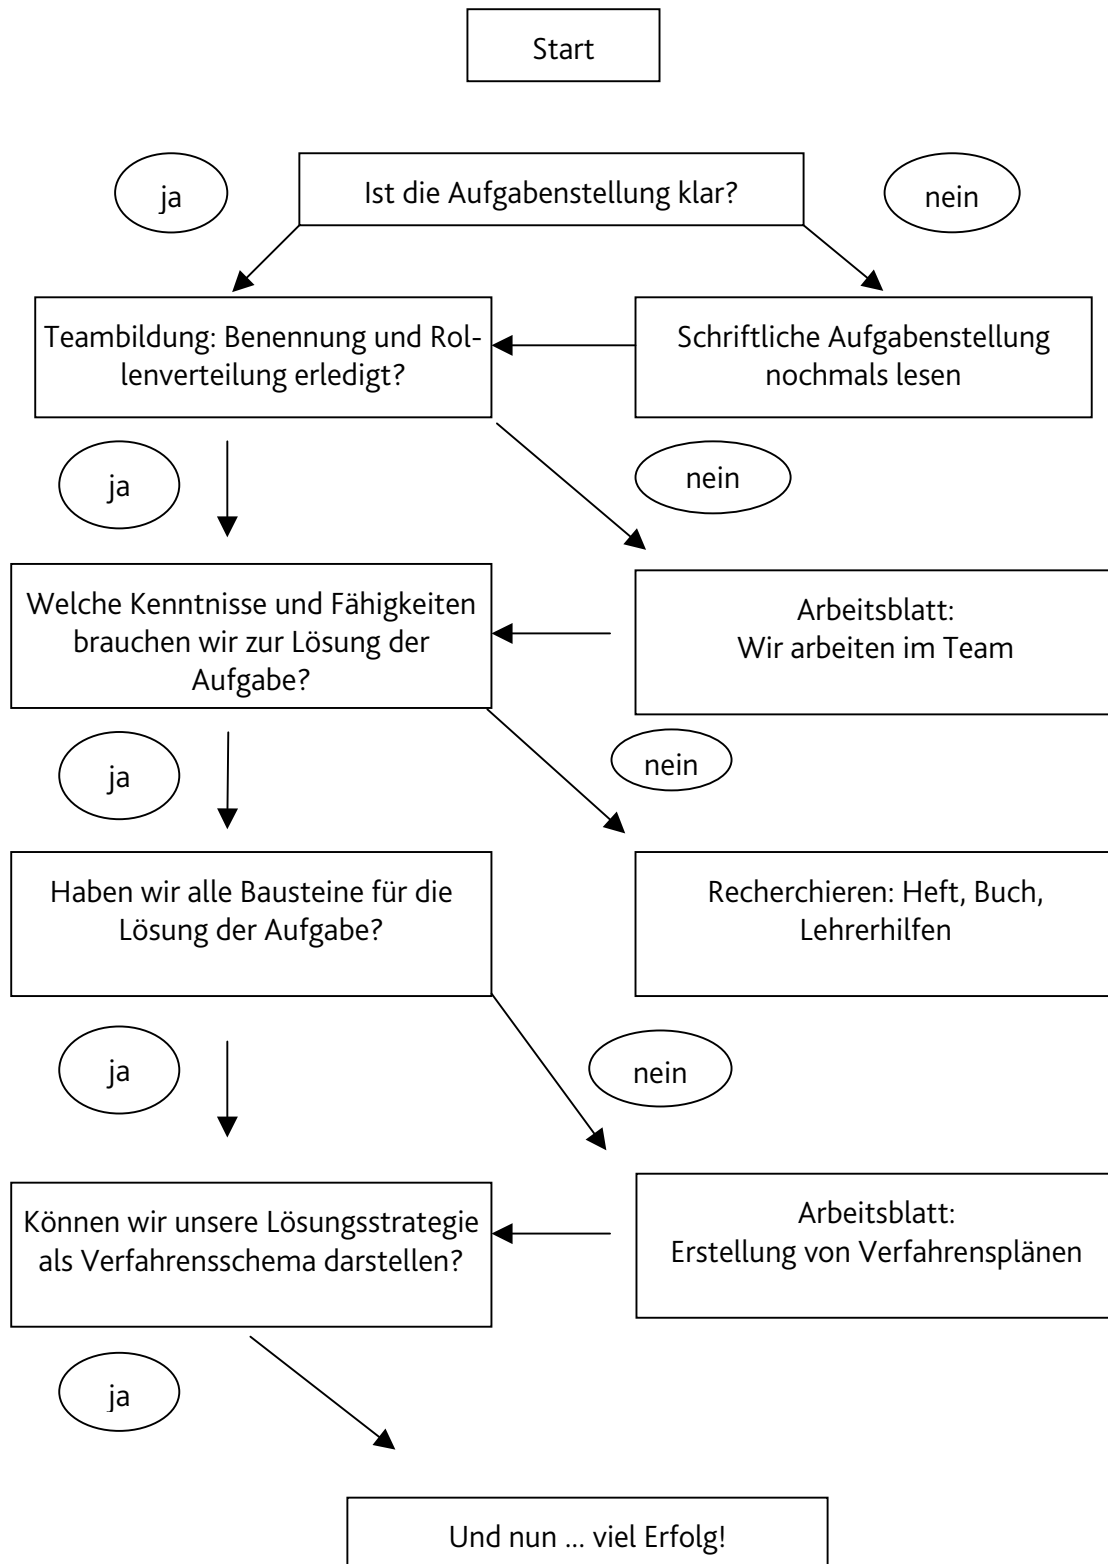 Start
ja
Ist die Aufgabenstellung klar?
nein
Teambildung: Benennung und Rol-
lenverteilung erledigt?
Schriftliche Aufgabenstellung
nochmals lesen
ja
nein
Welche Kenntnisse und Fähigkeiten
brauchen wir zur Lösung der
Aufgabe?
Arbeitsblatt:
Wir arbeiten im Team
ja
nein
Haben wir alle Bausteine für die
Lösung der Aufgabe?
Recherchieren: Heft, Buch,
Lehrerhilfen
ja
nein
Können wir unsere Lösungsstrategie
als Verfahrensschema darstellen?
Arbeitsblatt:
Erstellung von Verfahrensplänen
ja
Und nun ... viel Erfolg!